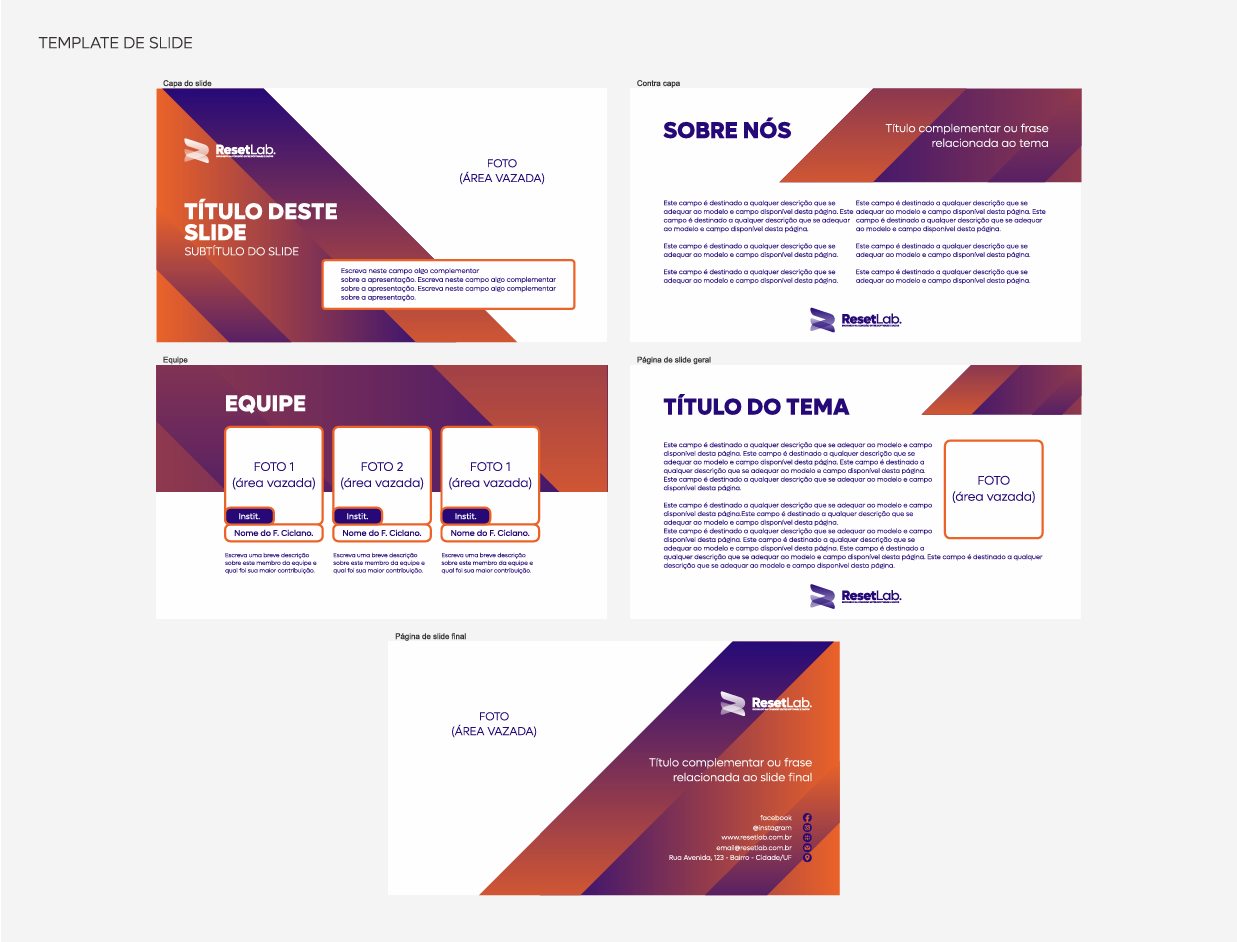 TEMPLATE DE SLIDE
Capa do slide
ResetLab.
TÍTULO DESTE
SLIDE
SUBTÍTULO DO SLIDE
FOTO
(ÁREA VAZADA)
Escreva neste campo algo complementar
sobre a apresentação. Escreva neste campo algo complementar
sobre a apresentação. Escreva neste campo algo complementar
sobre a apresentação.
Contra capa
SOBRE NÓS
Título complementar ou frase
relacionada ao tema
Este campo é destinado a qualquer descrição que se
adequar ao modelo e campo disponível desta página. Este
campo é destinado a qualquer descrição que se adequar
ao modelo e campo disponível desta página.
Este campo é destinado a qualquer descrição que se
adequar ao modelo e campo disponível desta página.
Este campo é destinado a qualquer descrição que se
adequar ao modelo e campo disponível desta página.
Este campo é destinado a qualquer descrição que se
adequar ao modelo e campo disponível desta página. Este
campo é destinado a qualquer descrição que se adequar
ao modelo e campo disponível desta página.
Este campo é destinado a qualquer descrição que se
adequar ao modelo e campo disponível desta página.
Este campo é destinado a qualquer descrição que se
adequar ao modelo e campo disponível desta página.
ResetLab.
Equipe
EQUIPE
FOTO 1
(área vazada)
Instit.
Nome do F. Ciclano.
Escreva uma breve descrição
sobre este membro da equipe e
qual foi sua maior contribuição.
FOTO 2
(área vazada)
Instit.
Nome do F. Ciclano.
Escreva uma breve descrição
sobre este membro da equipe e
qual foi sua maior contribuição.
FOTO 1
(área vazada)
Instit.
Nome do F. Ciclano.
Escreva uma breve descrição
sobre este membro da equipe e
qual foi sua maior contribuição.
Página de slide geral
TÍTULO DO TEMA
Este campo é destinado a qualquer descrição que se adequar ao modelo e campo
disponível desta página. Este campo é destinado a qualquer descrição que se
adequar ao modelo e campo disponível desta página. Este campo é destinado a
qualquer descrição que se adequar ao modelo e campo disponível desta página.
Este campo é destinado a qualquer descrição que se adequar ao modelo e campo
disponível desta página.
Este campo é destinado a qualquer descrição que se adequar ao modelo e campo
disponível desta página.Este campo é destinado a qualquer descrição que se
adequar ao modelo e campo disponível desta página.
Este campo é destinado a qualquer descrição que se adequar ao modelo e campo
disponível desta página. Este campo é destinado a qualquer descrição que se
adequar ao modelo e campo disponível desta página. Este campo é destinado a
qualquer descrição que se adequar ao modelo e campo disponível desta página. Este campo é destinado a qualquer
descrição que se adequar ao modelo e campo disponível desta página.
FOTO
(área vazada)
ResetLab.
Página de slide final
FOTO
(ÁREA VAZADA)
ResetLab.
Título complementar ou frase
relacionada ao slide final
facebook
@instagram
www.resetlab.com.br
email@resetlab.com.br
Rua Avenida, 123 - Bairro - Cidade/UF